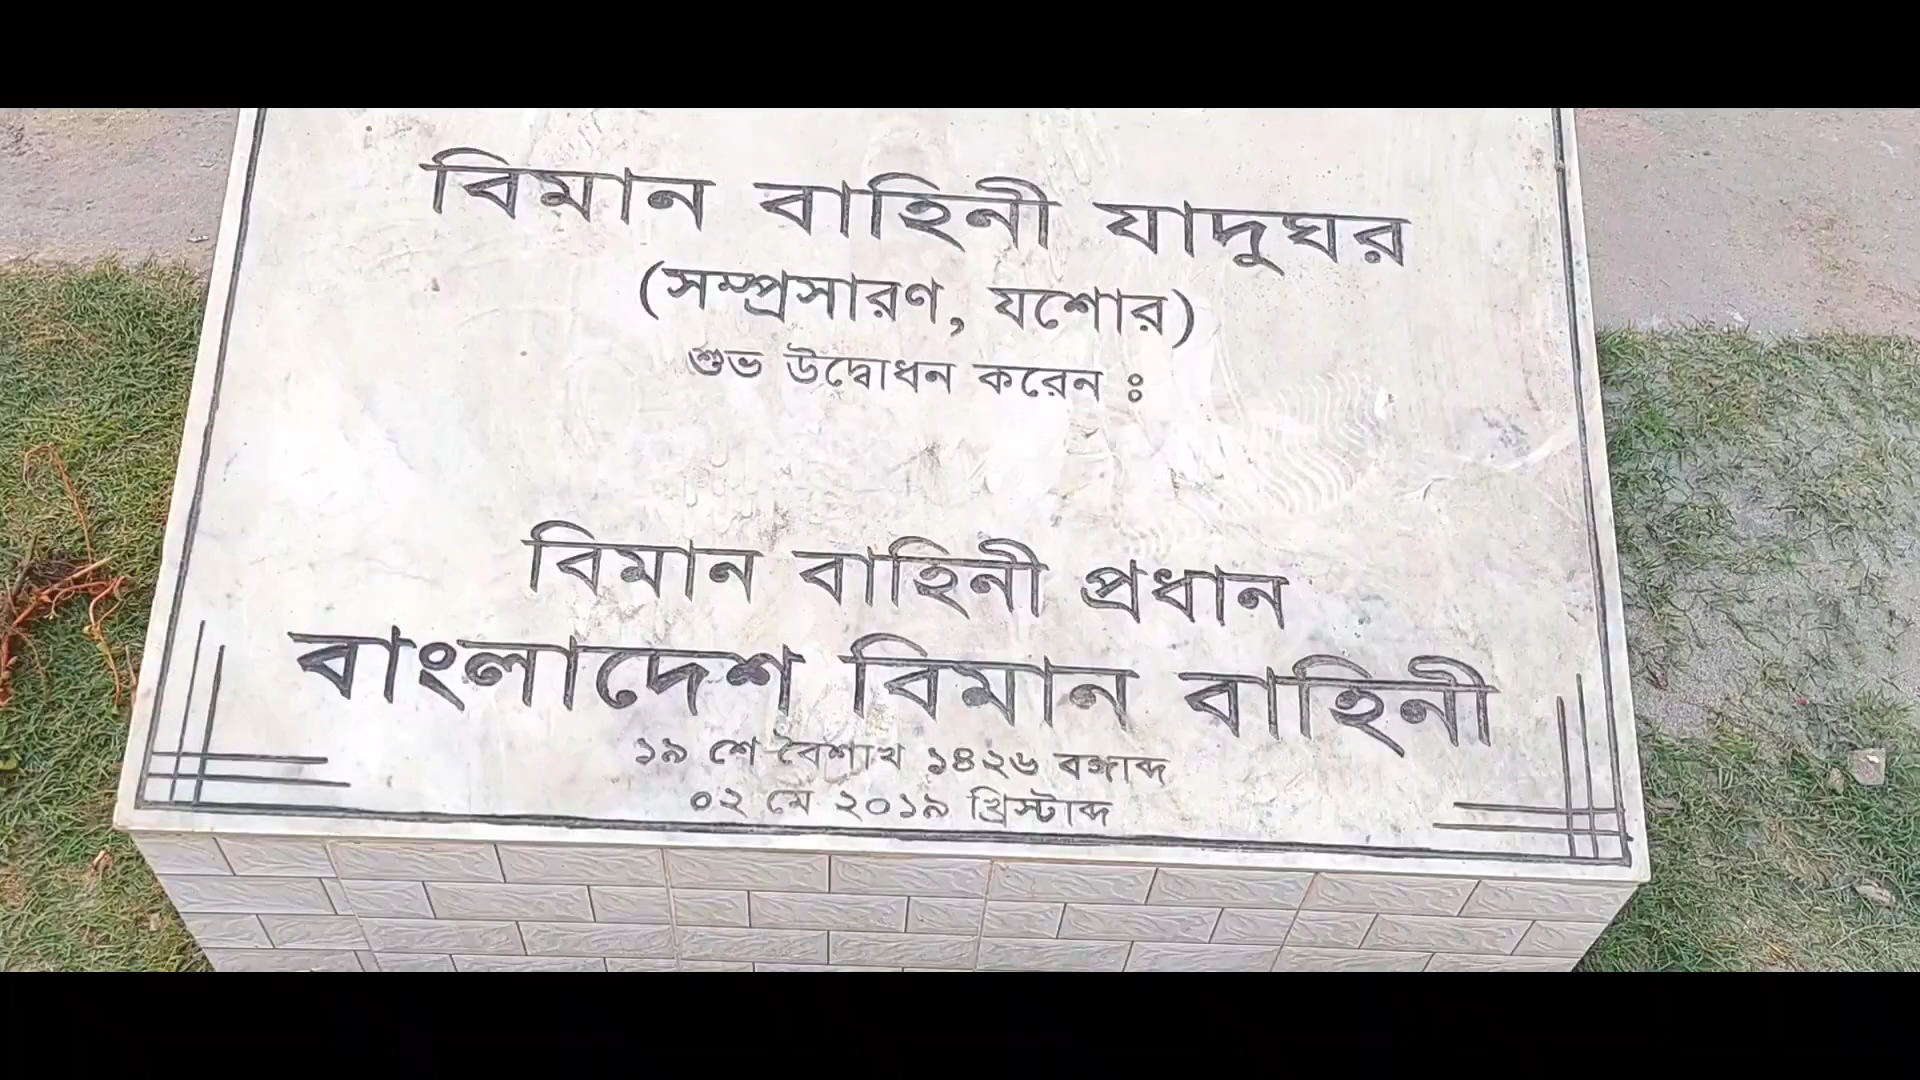 বিমান বাহিনী যাদুঘর
(সম্প্রসারণ, যশোর)
শুভ উদ্বোধন করেন ঃ
বিমান বাহিনী প্রধান
বাংলাদেশ বিমান বাহিনী
১৯ শে বৈশাখ ১৪২৬ বঙ্গাব্দ
০২ মে ২০১৯ খ্রিস্টাব্দ